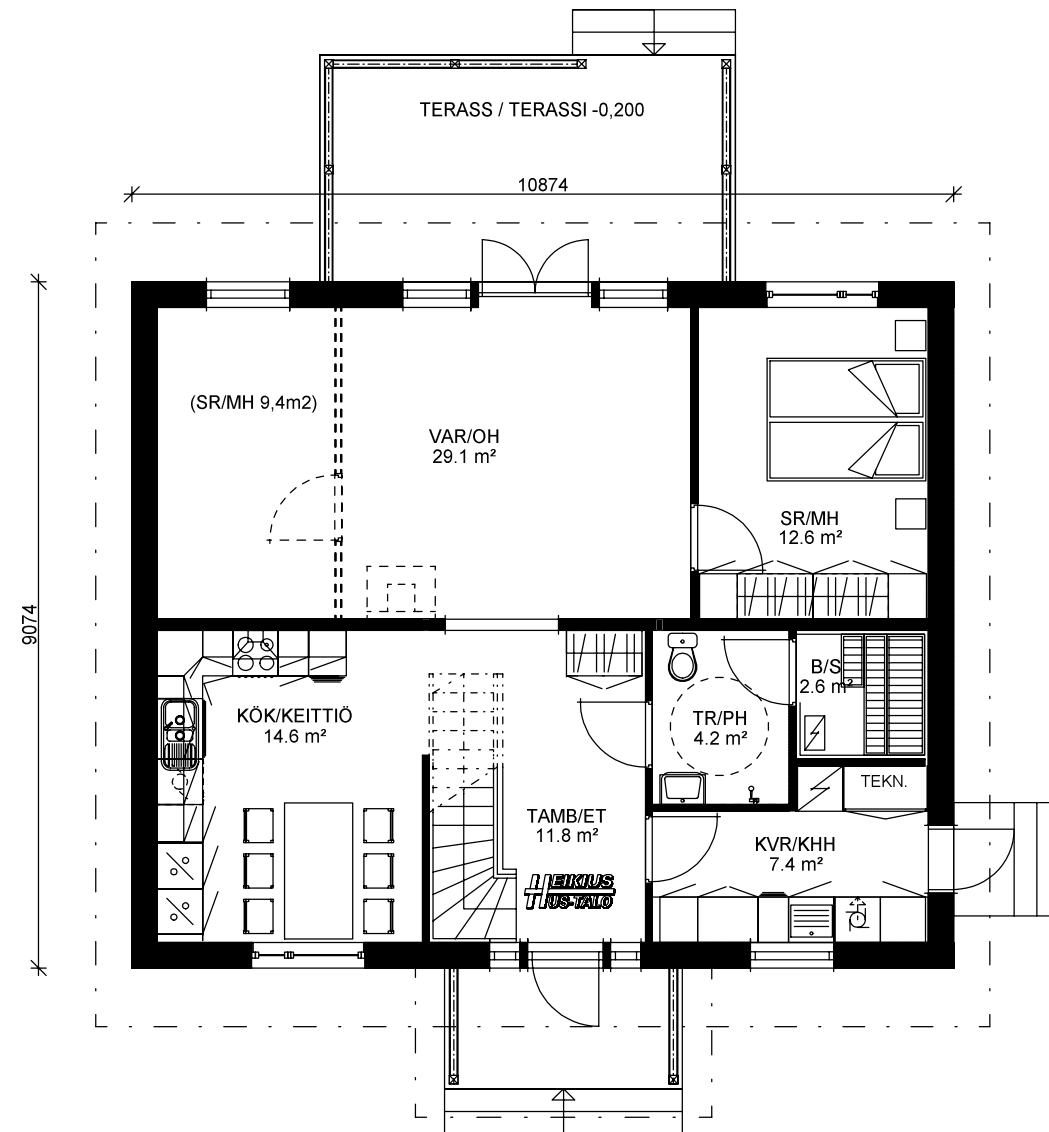 TERASS / TERASSI -0,200
10874
9074
(SR/MH 9,4m2)
VAR/OH
29.1 m²
SR/MH
12.6 m²
KÖK/KEITTIÖ
14.6 m²
B/S
2.6 m²
TR/PH
4.2 m²
TEKN.
TAMB/ET
11.8 m²
KVR/KHH
7.4 m²
HEIKIUS
HUS-TALO